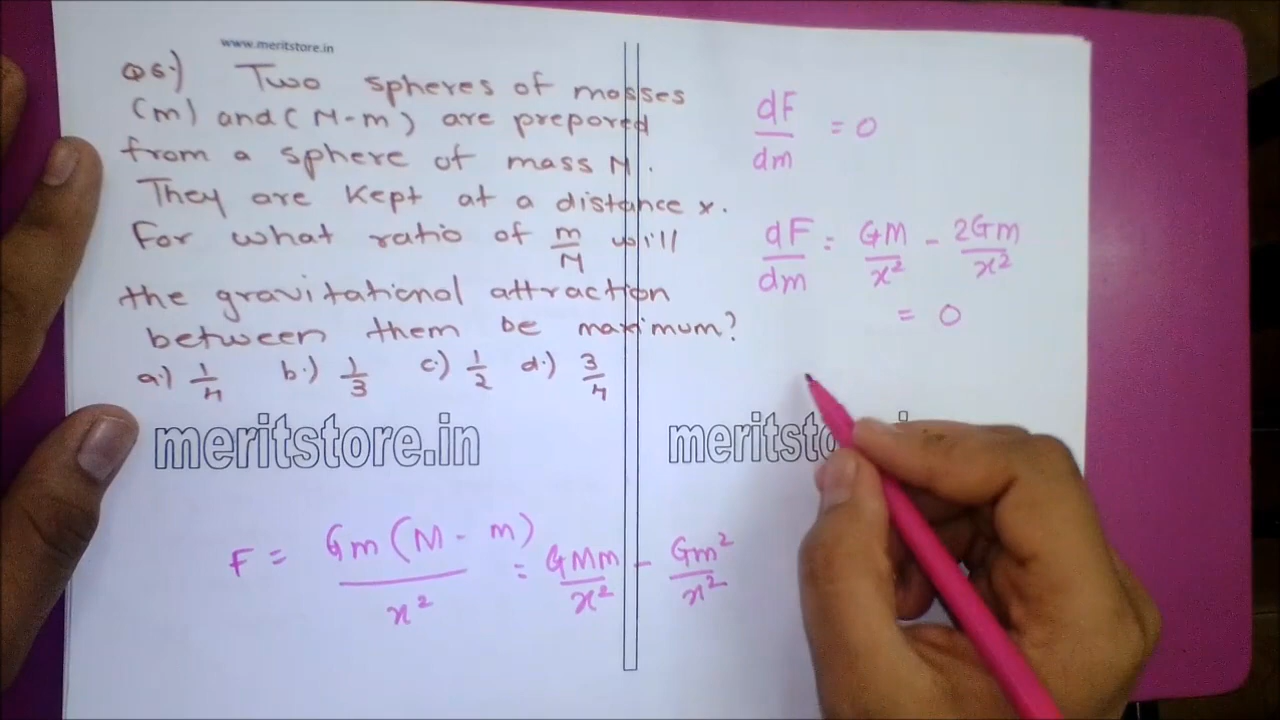 www.meritstore.in
Q6.) Two spheres of masses
(m) and (M-m) are prepared
from a sphere of mass M.
They are kept at a distance x.
For what ratio of m/M will
the gravitational attraction
between them be maximum?
a.) 1/4 b.) 1/3 c.) 1/2 d.) 3/4
meritstore.in
F = Gm(M - m)/x² = GMm/x² - Gm²/x²
dF/dm = 0
dF/dm = GM/x² - 2Gm/x²
= 0